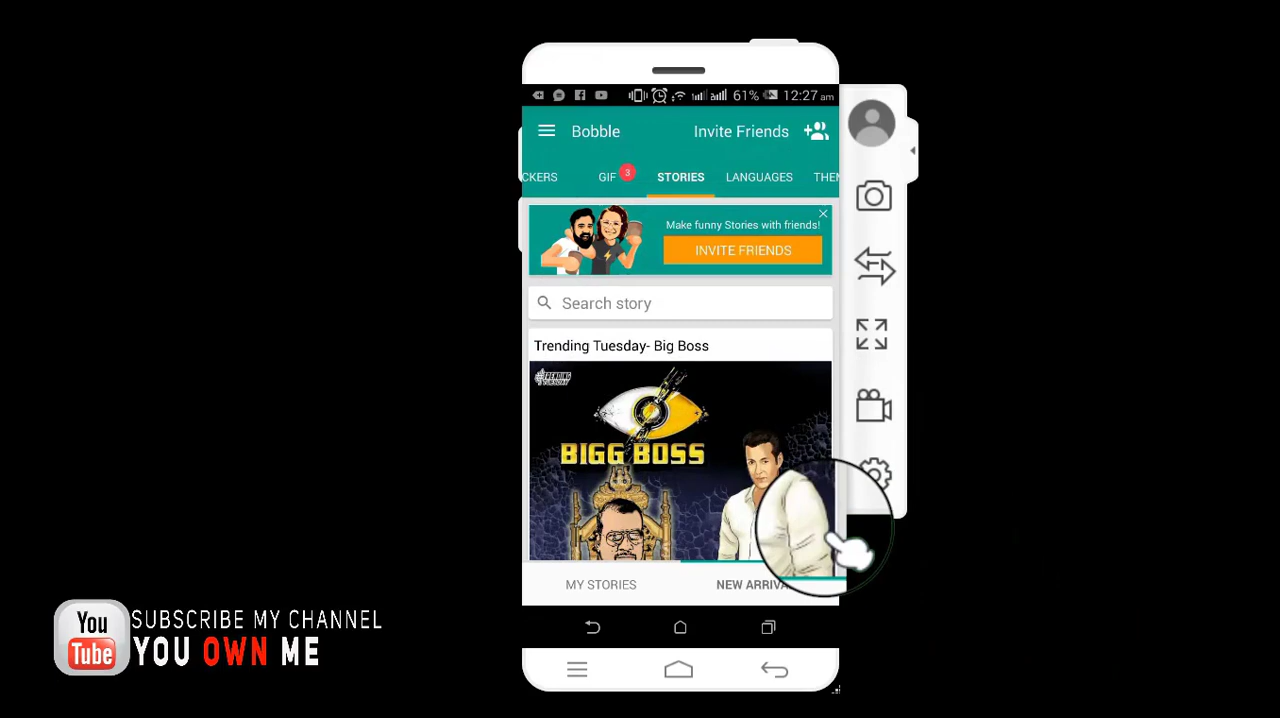 61% 12:27 am
Bobble Invite Friends
CKERS GIF 3 STORIES LANGUAGES THEM
Make funny Stories with friends!
INVITE FRIENDS
Search story
Trending Tuesday- Big Boss
#TRENDING
TUESDAY
BIGG BOSS
MY STORIES NEW ARRIVA
You
Tube
SUBSCRIBE MY CHANNEL
YOU OWN ME